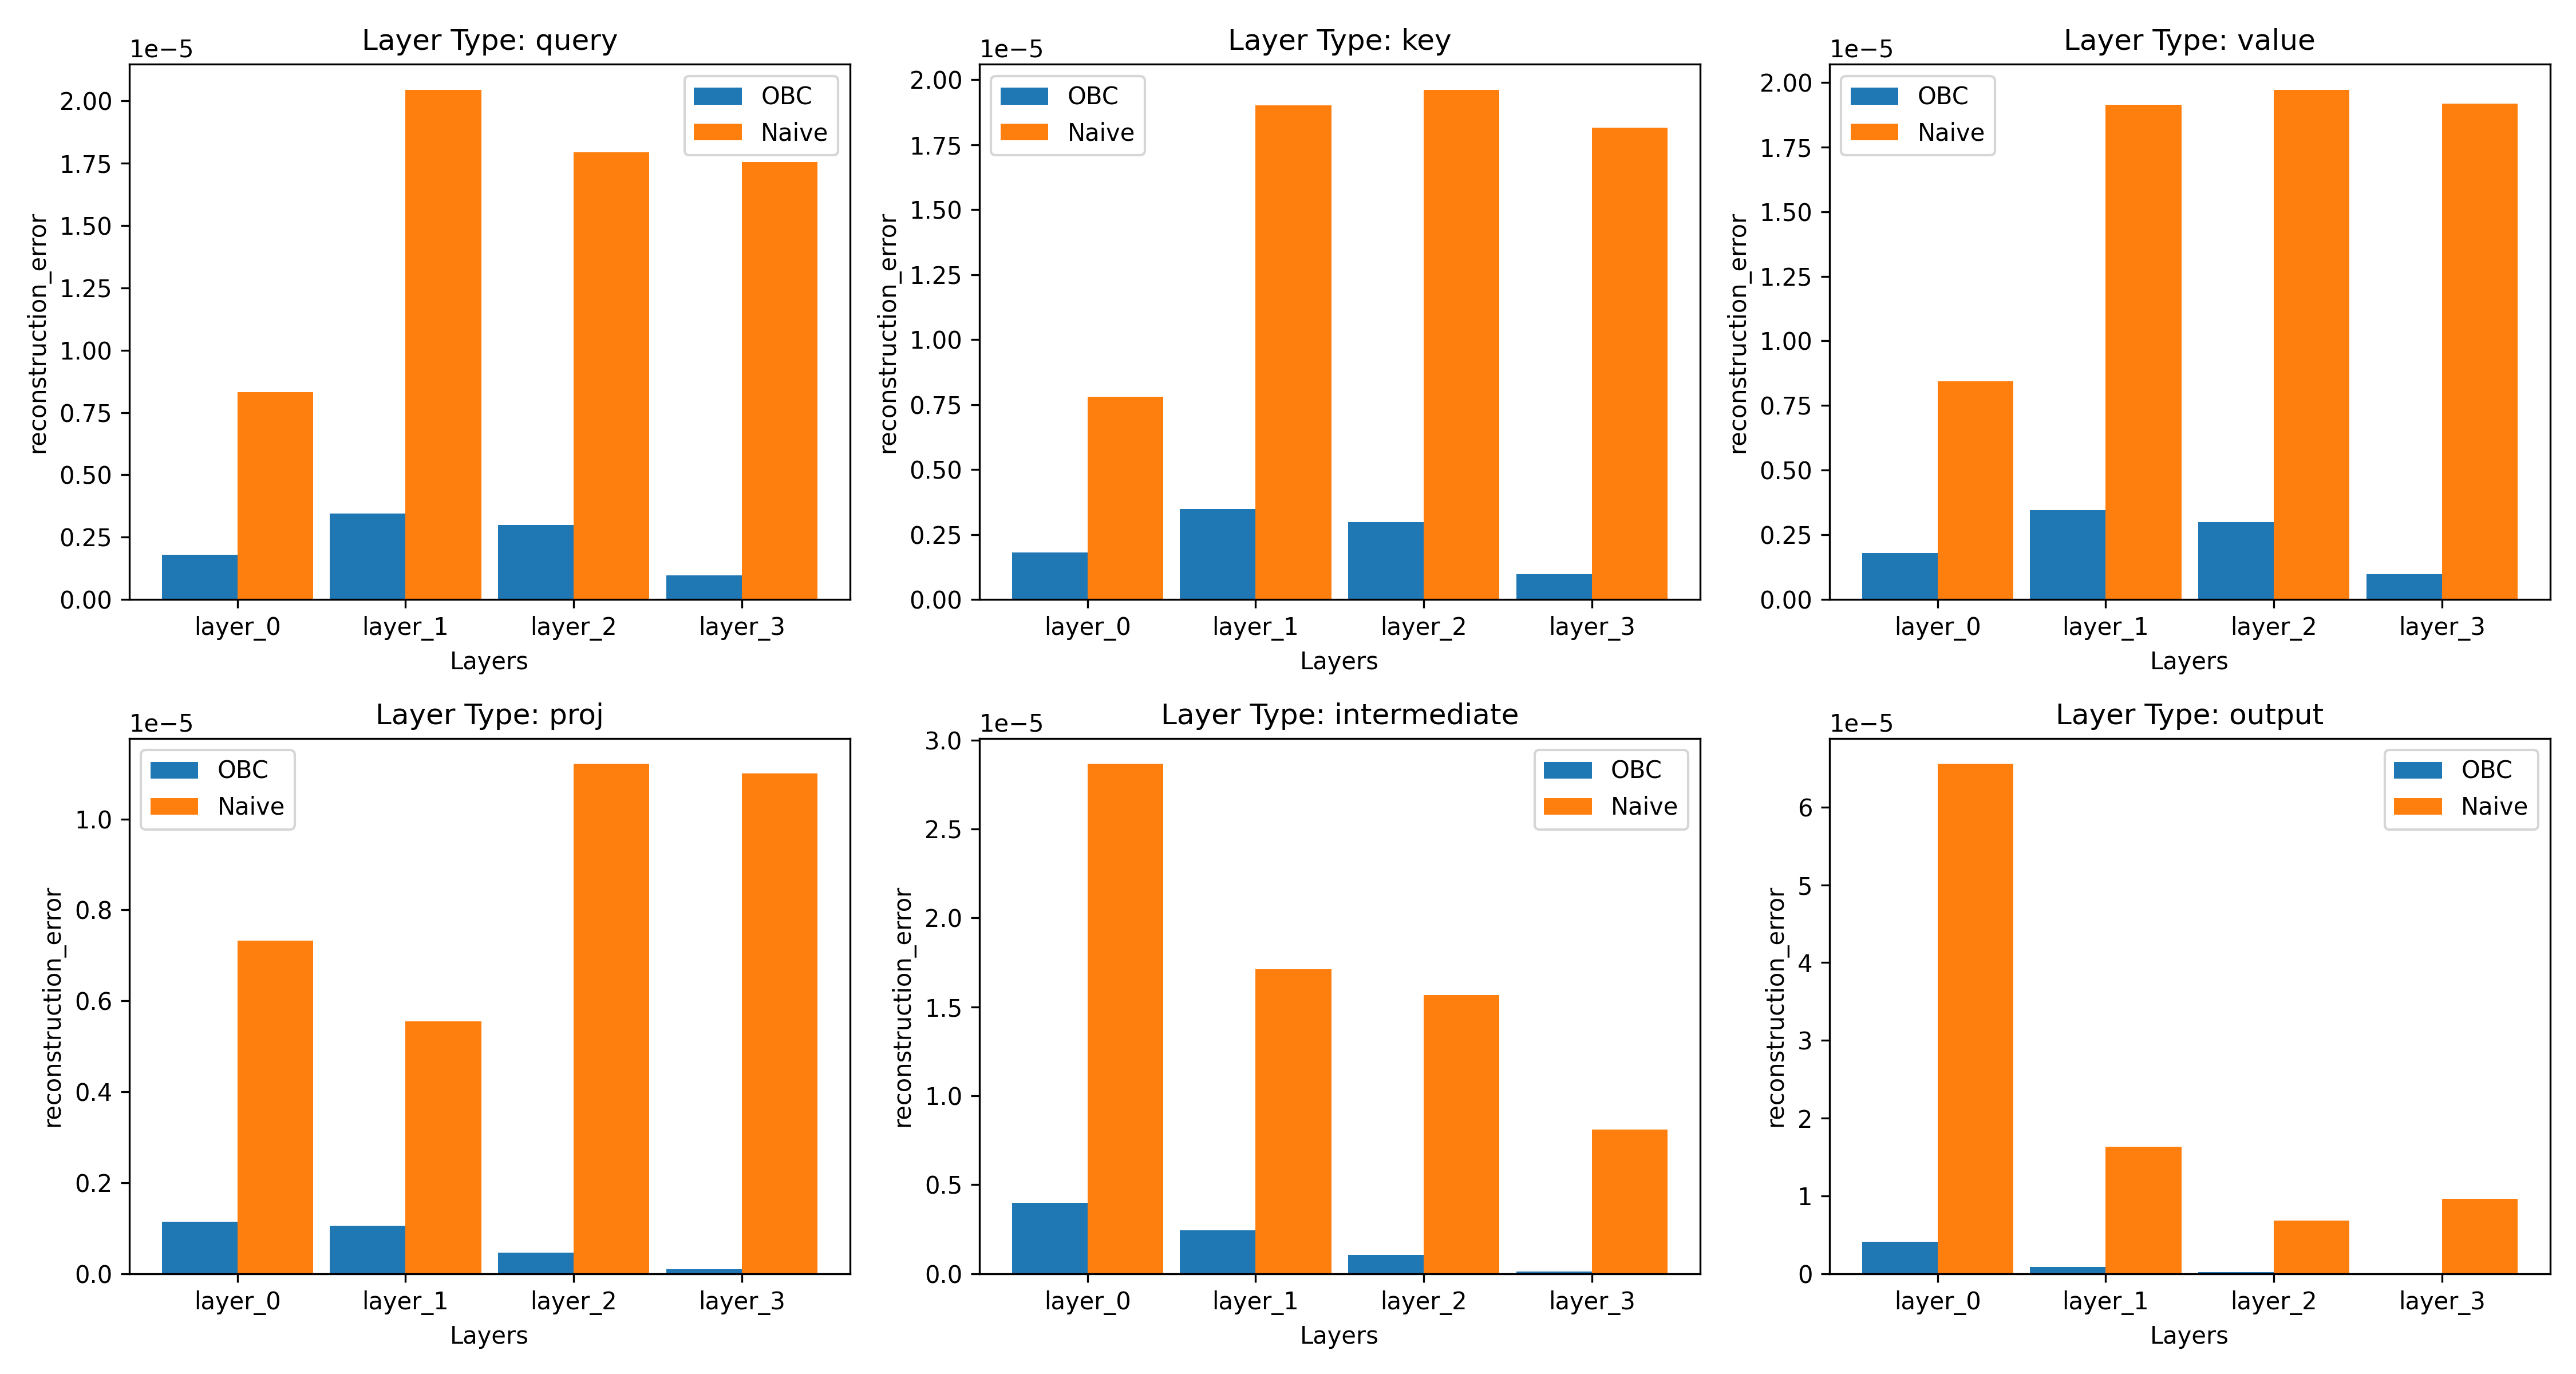 Layer Type: query
1e−5
reconstruction_error
2.00
1.75
1.50
1.25
1.00
0.75
0.50
0.25
0.00
OBC
Naive
layer_0 layer_1 layer_2 layer_3
Layers
Layer Type: key
1e−5
reconstruction_error
2.00
1.75
1.50
1.25
1.00
0.75
0.50
0.25
0.00
OBC
Naive
layer_0 layer_1 layer_2 layer_3
Layers
Layer Type: value
1e−5
reconstruction_error
2.00
1.75
1.50
1.25
1.00
0.75
0.50
0.25
0.00
OBC
Naive
layer_0 layer_1 layer_2 layer_3
Layers
Layer Type: proj
1e−5
reconstruction_error
1.0
0.8
0.6
0.4
0.2
0.0
OBC
Naive
layer_0 layer_1 layer_2 layer_3
Layers
Layer Type: intermediate
1e−5
reconstruction_error
3.0
2.5
2.0
1.5
1.0
0.5
0.0
OBC
Naive
layer_0 layer_1 layer_2 layer_3
Layers
Layer Type: output
1e−5
reconstruction_error
6
5
4
3
2
1
0
OBC
Naive
layer_0 layer_1 layer_2 layer_3
Layers